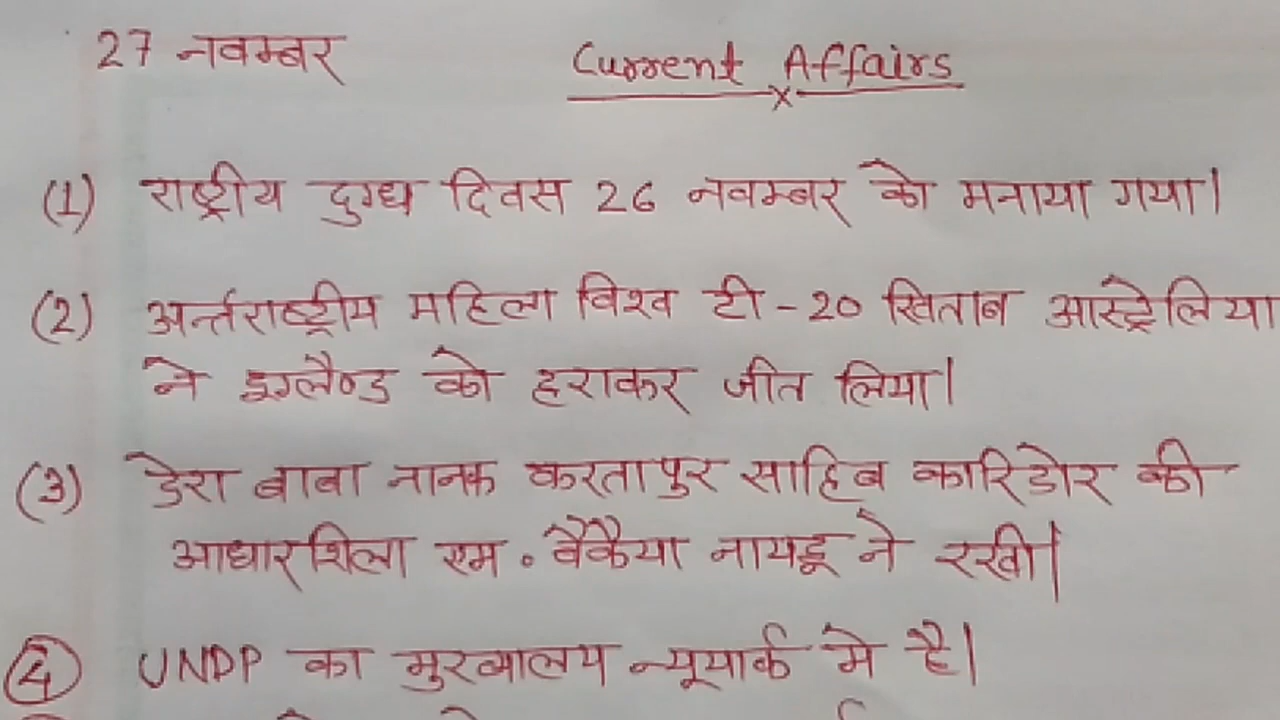 27 नवम्बर
Current Affairs
(1) राष्ट्रीय दुग्ध दिवस 26 नवम्बर को मनाया गया।
(2) अर्न्तराष्ट्रीय महिला विश्व टी-20 खिताब आस्ट्रेलिया
ने इग्लैण्ड को हराकर जीत लिया।
(3) डेरा बाबा नानक करतापुर साहिब कारिडोर की
आधारशिला एम. वैकैया नायडू ने रखी।
(4) UNDP का मुख्यालय न्यूयार्क मे है।